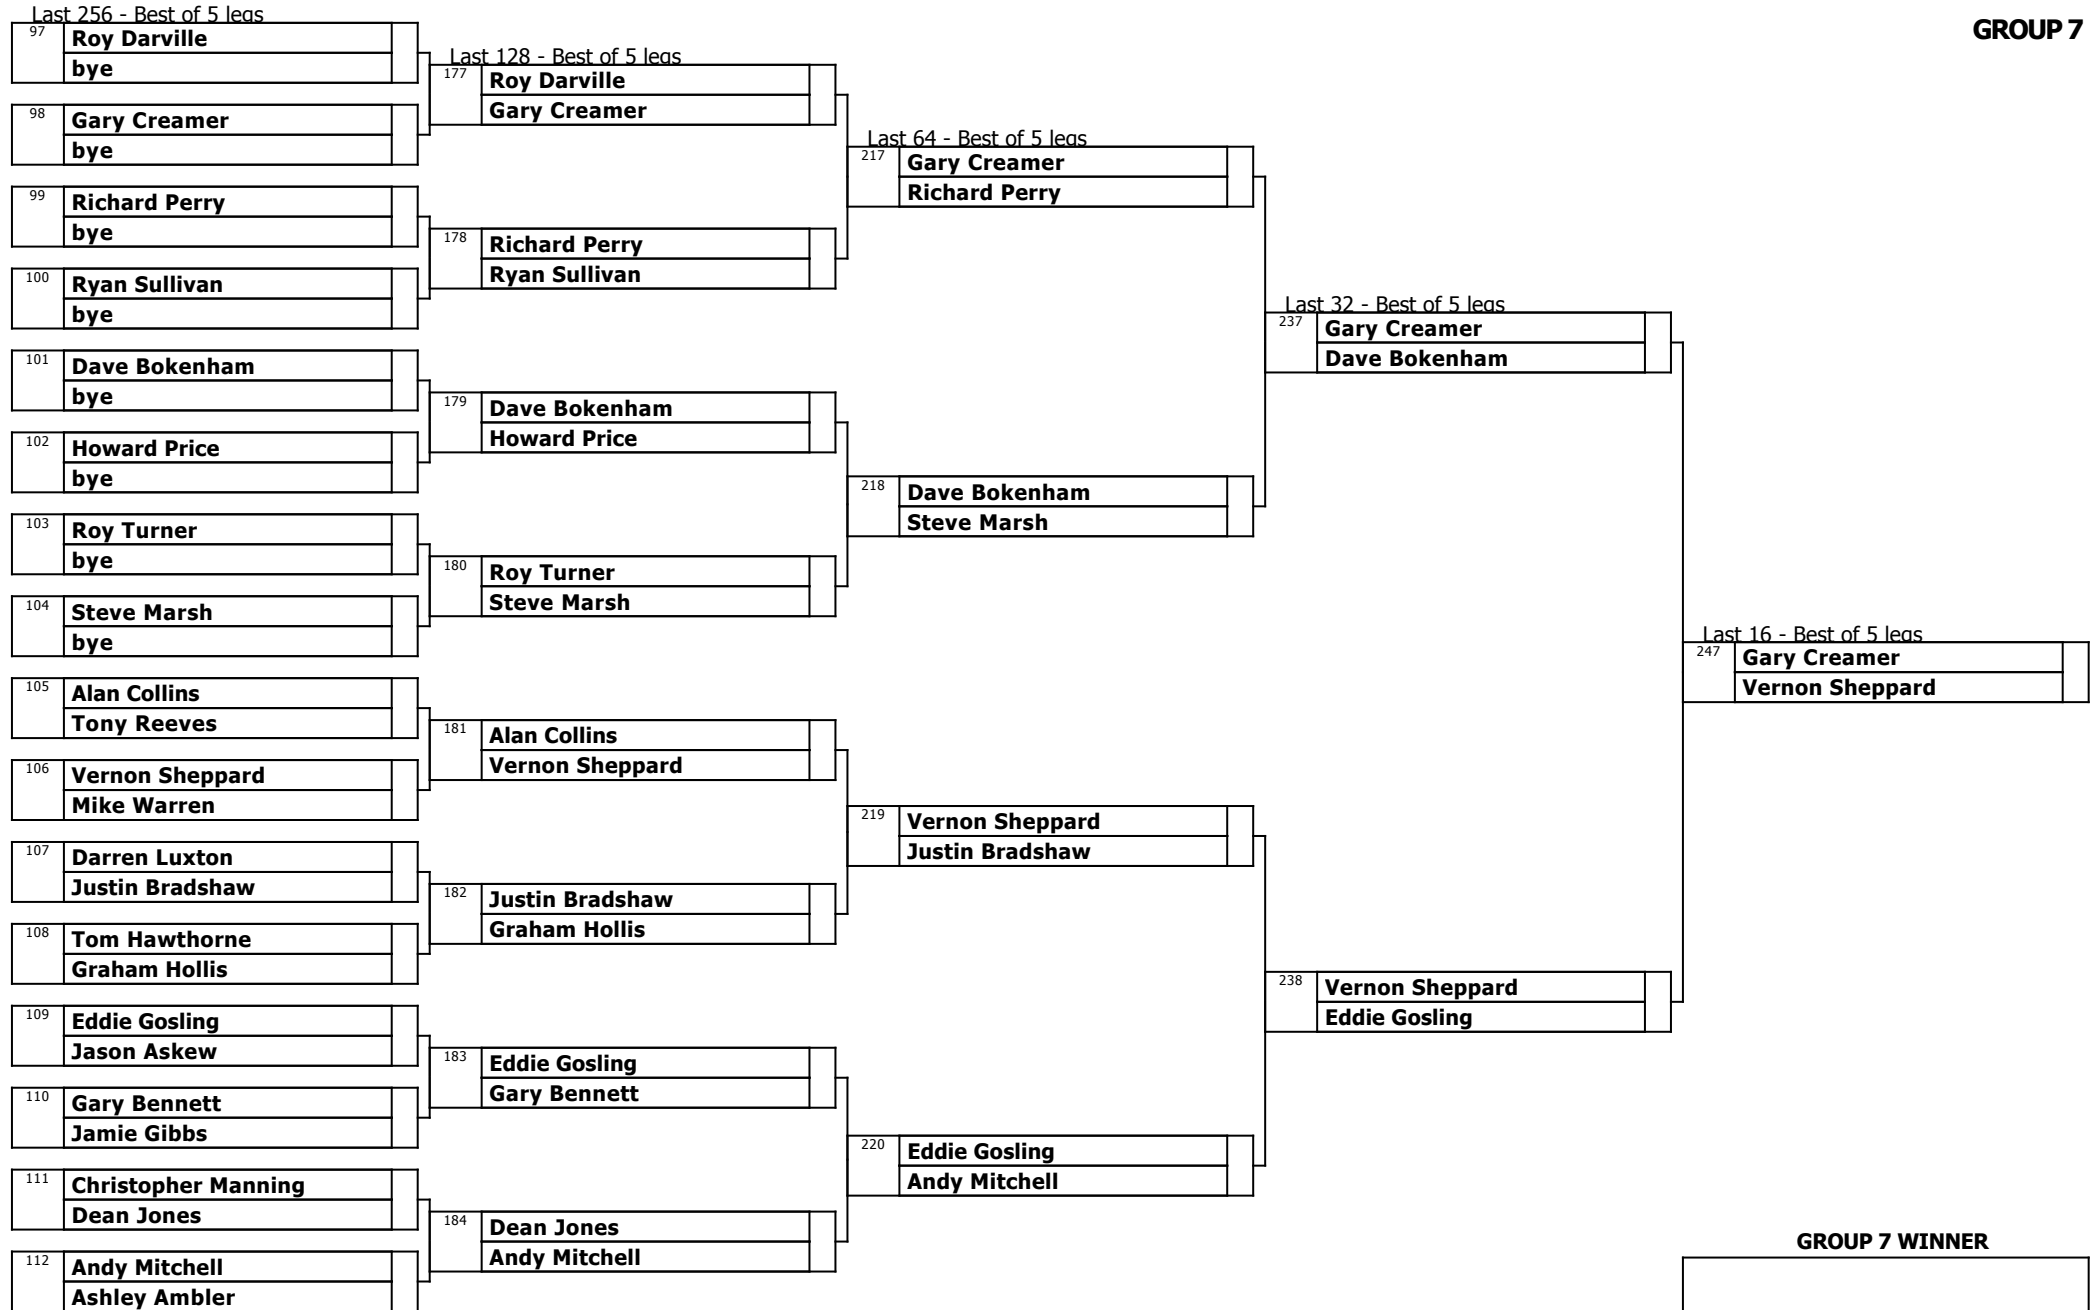 Last 256 - Best of 5 legs
GROUP 7
97
Roy Darville
bye
98
Gary Creamer
bye
99
Richard Perry
bye
100
Ryan Sullivan
bye
101
Dave Bokenham
bye
102
Howard Price
bye
103
Roy Turner
bye
104
Steve Marsh
bye
105
Alan Collins
Tony Reeves
106
Vernon Sheppard
Mike Warren
107
Darren Luxton
Justin Bradshaw
108
Tom Hawthorne
Graham Hollis
109
Eddie Gosling
Jason Askew
110
Gary Bennett
Jamie Gibbs
111
Christopher Manning
Dean Jones
112
Andy Mitchell
Ashley Ambler
Last 128 - Best of 5 legs
177
Roy Darville
Gary Creamer
178
Richard Perry
Ryan Sullivan
179
Dave Bokenham
Howard Price
180
Roy Turner
Steve Marsh
181
Alan Collins
Vernon Sheppard
182
Justin Bradshaw
Graham Hollis
183
Eddie Gosling
Gary Bennett
184
Dean Jones
Andy Mitchell
Last 64 - Best of 5 legs
217
Gary Creamer
Richard Perry
218
Dave Bokenham
Steve Marsh
219
Vernon Sheppard
Justin Bradshaw
220
Eddie Gosling
Andy Mitchell
Last 32 - Best of 5 legs
237
Gary Creamer
Dave Bokenham
238
Vernon Sheppard
Eddie Gosling
Last 16 - Best of 5 legs
247
Gary Creamer
Vernon Sheppard
GROUP 7 WINNER